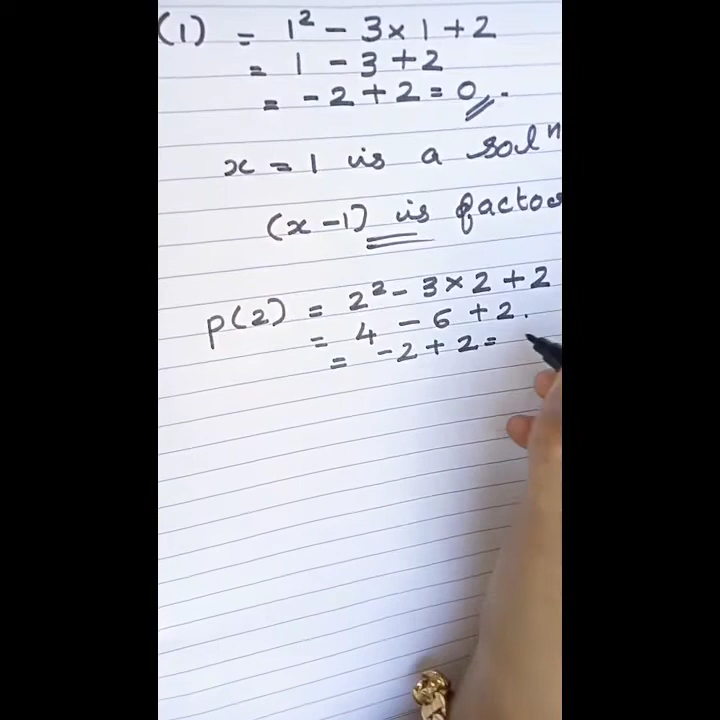 (1) = 1² - 3 × 1 + 2
= 1 - 3 + 2
= -2 + 2 = 0.
x = 1 is a solⁿ
(x - 1) is factor
p(2) = 2² - 3 × 2 + 2
= 4 - 6 + 2.
= -2 + 2 =